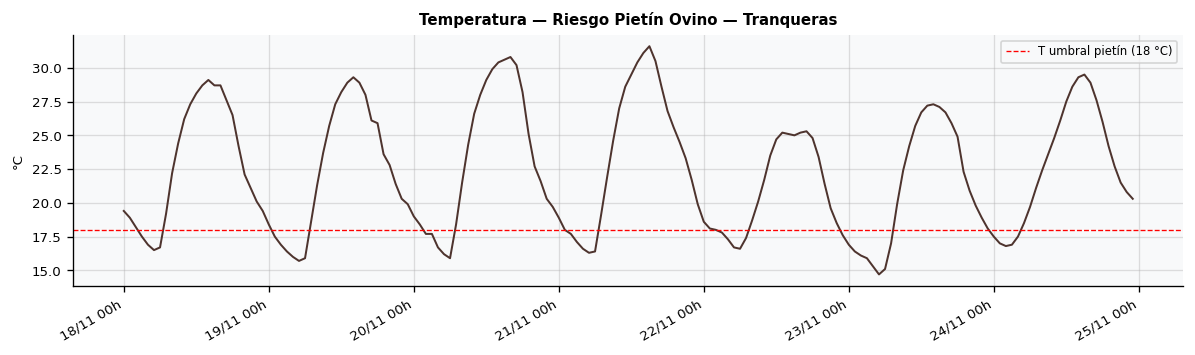 Temperatura — Riesgo Pietín Ovino — Tranqueras
T umbral pietín (18 °C)
°C
30.0
27.5
25.0
22.5
20.0
17.5
15.0
18/11 00h
19/11 00h
20/11 00h
21/11 00h
22/11 00h
23/11 00h
24/11 00h
25/11 00h